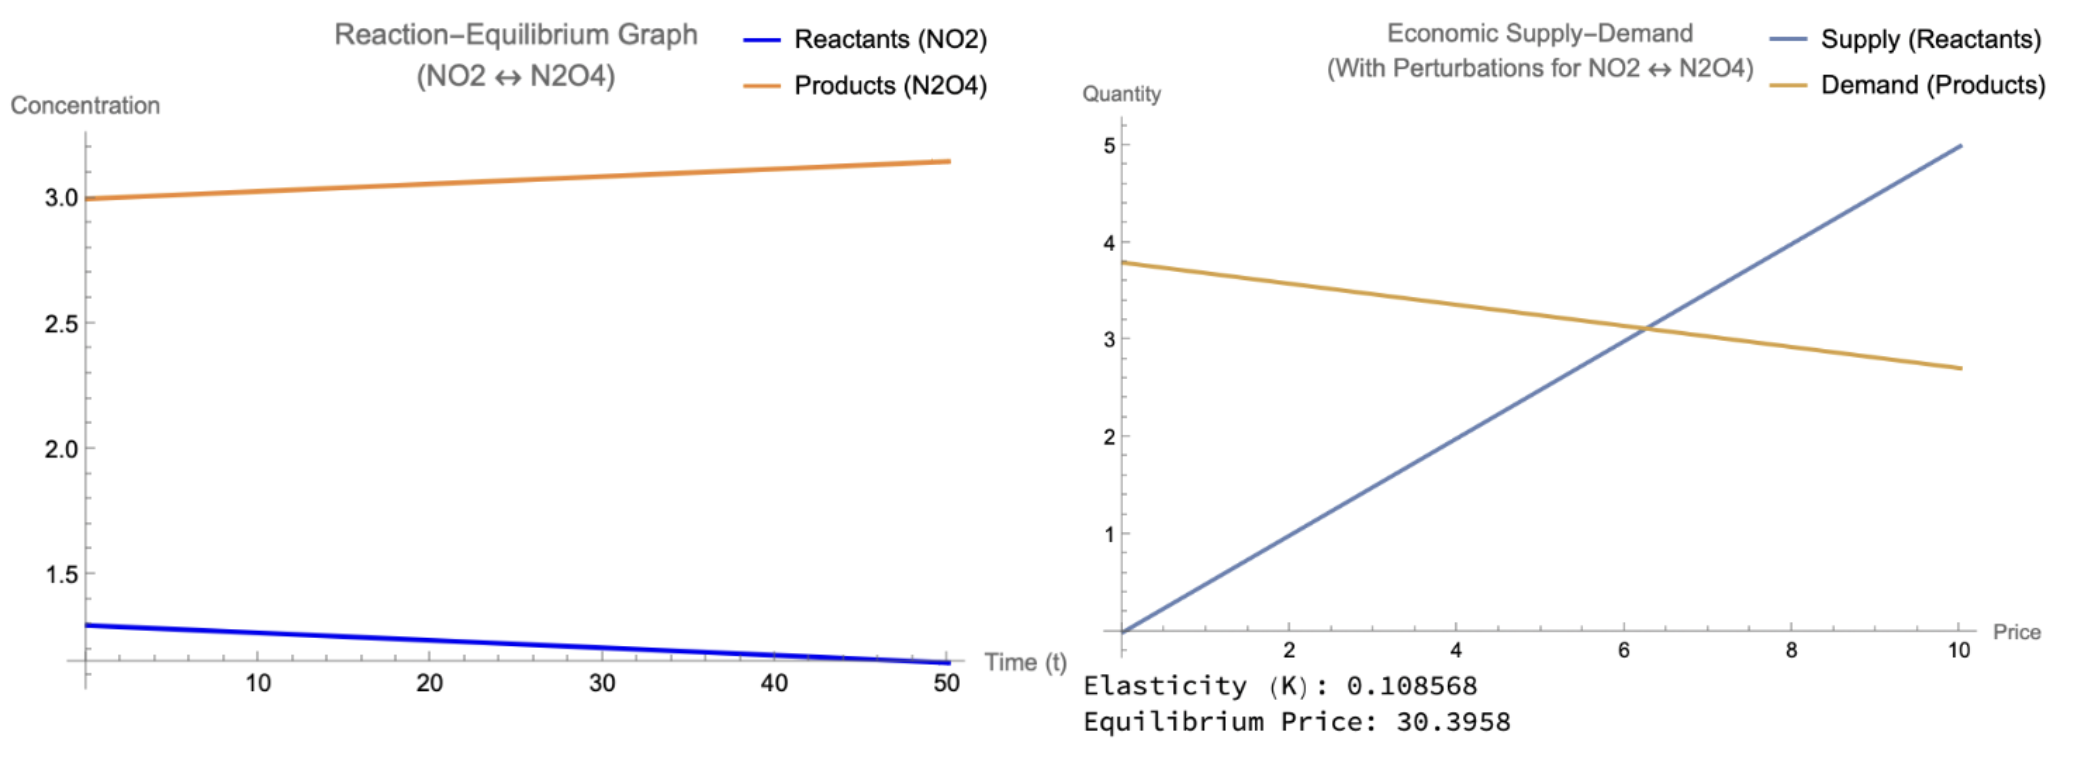 Reaction–Equilibrium Graph
(NO2 ↔ N2O4)
Reactants (NO2)
Products (N2O4)
Concentration
3.0
2.5
2.0
1.5
10 20 30 40 50
Time (t)
Economic Supply–Demand
(With Perturbations for NO2 ↔ N2O4)
Supply (Reactants)
Demand (Products)
Quantity
5
4
3
2
1
2 4 6 8 10
Price
Elasticity (K): 0.108568
Equilibrium Price: 30.3958